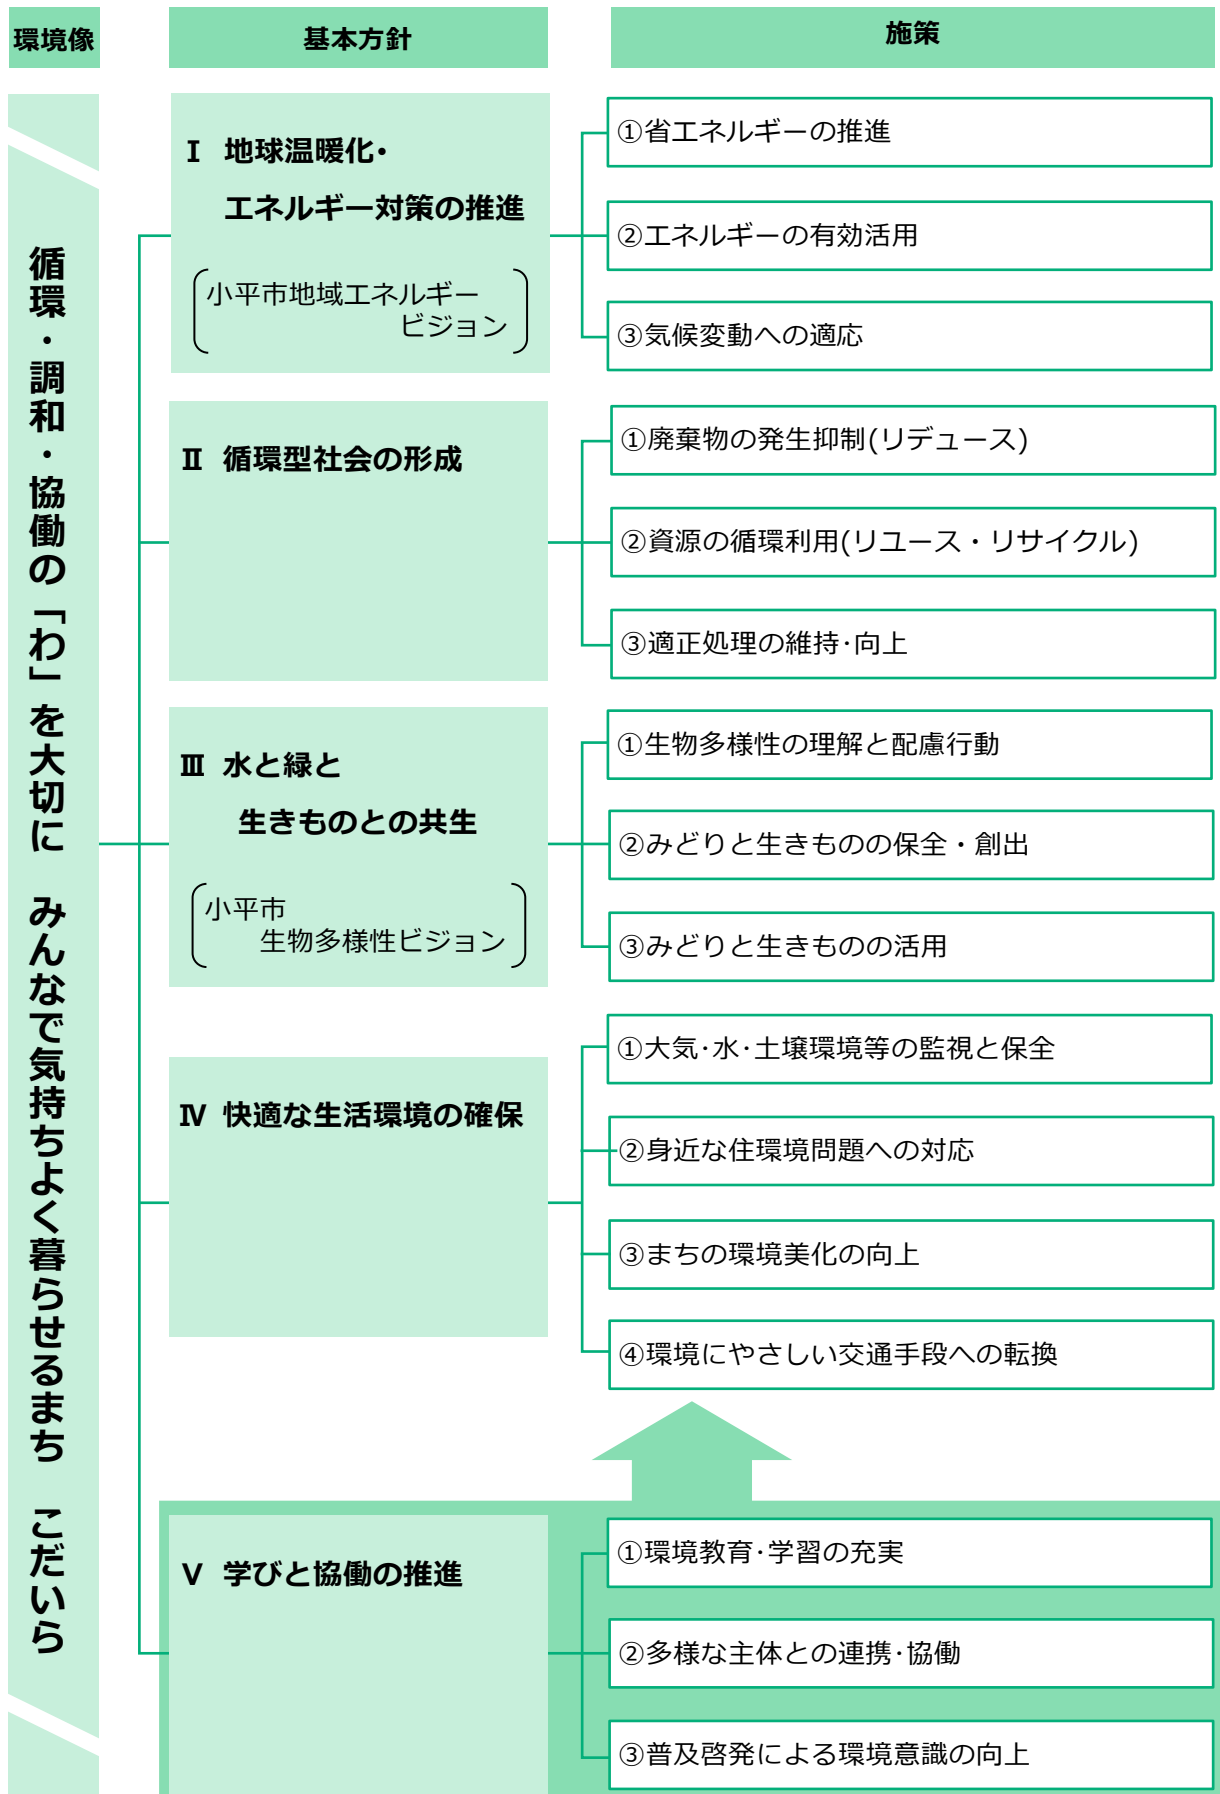 環境像
基本方針
施策
循環・調和・協働の「わ」を大切に　みんなで気持ちよく暮らせるまち　こだいら
Ⅰ 地球温暖化・
エネルギー対策の推進
小平市地域エネルギー
ビジョン
①省エネルギーの推進
②エネルギーの有効活用
③気候変動への適応
Ⅱ 循環型社会の形成
①廃棄物の発生抑制(リデュース)
②資源の循環利用(リユース・リサイクル)
③適正処理の維持・向上
Ⅲ 水と緑と
生きものとの共生
小平市
生物多様性ビジョン
①生物多様性の理解と配慮行動
②みどりと生きものの保全・創出
③みどりと生きものの活用
Ⅳ 快適な生活環境の確保
①大気・水・土壌環境等の監視と保全
②身近な住環境問題への対応
③まちの環境美化の向上
④環境にやさしい交通手段への転換
Ⅴ 学びと協働の推進
①環境教育・学習の充実
②多様な主体との連携・協働
③普及啓発による環境意識の向上